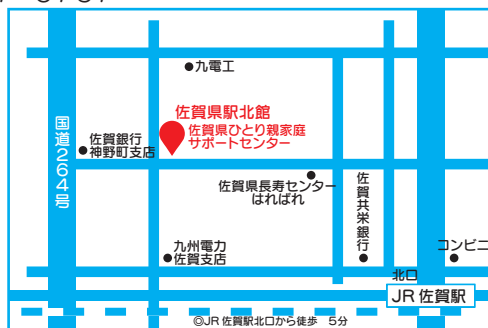 九電工
佐賀県駅北館
佐賀県ひとり親家庭
サポートセンター
国道264号
佐賀銀行
神野町支店
佐賀県長寿センター
はればれ
佐賀共栄銀行
九州電力
佐賀支店
コンビニ
北口
JR 佐賀駅
◎JR 佐賀駅北口から徒歩 5分